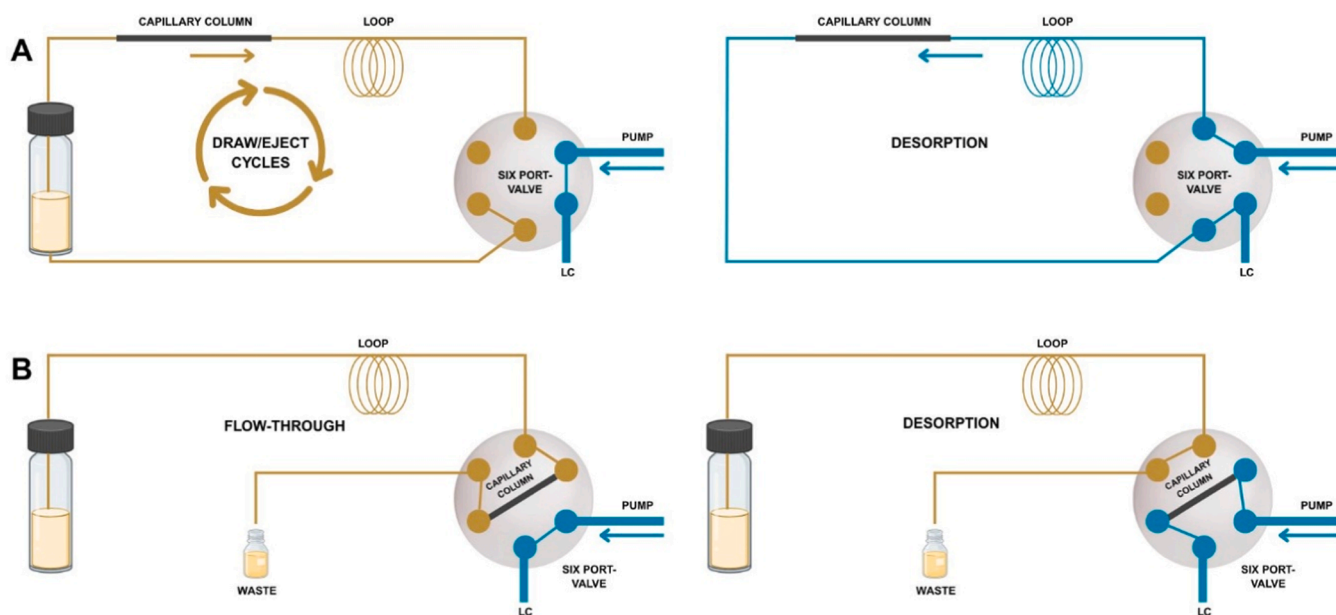 A
CAPILLARY COLUMN
LOOP
DRAW/EJECT
CYCLES
SIX PORT-
VALVE
PUMP
LC
CAPILLARY COLUMN
LOOP
DESORPTION
SIX PORT-
VALVE
PUMP
LC
B
LOOP
FLOW-THROUGH
CAPILLARY
COLUMN
PUMP
SIX PORT-
VALVE
WASTE
LC
LOOP
DESORPTION
CAPILLARY
COLUMN
PUMP
SIX PORT-
VALVE
WASTE
LC